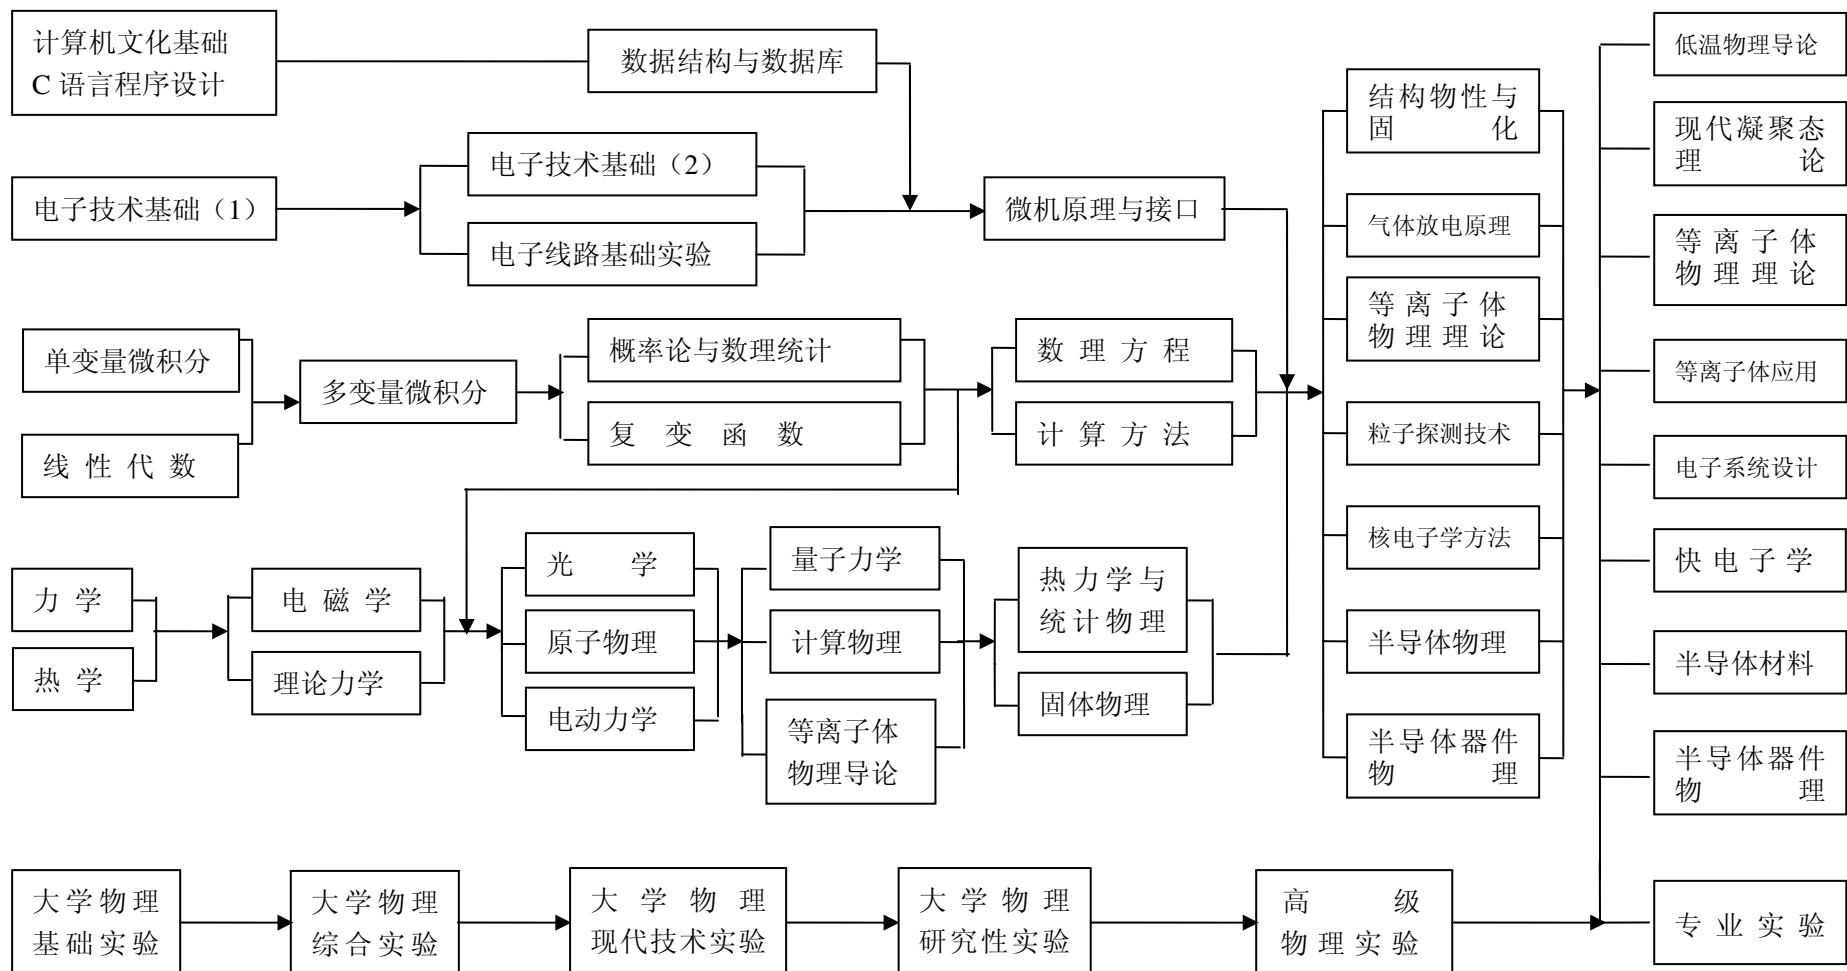 计算机文化基础
C 语言程序设计
数据结构与数据库
电子技术基础（1）
电子技术基础（2）
电子线路基础实验
微机原理与接口
单变量微积分
线性代数
多变量微积分
概率论与数理统计
复变函数
数理方程
计算方法
力学
热学
电磁学
理论力学
光学
原子物理
电动力学
量子力学
计算物理
等离子体
物理导论
热力学与
统计物理
固体物理
结构物性与
固化
气体放电原理
等离子体
物理理论
粒子探测技术
核电子学方法
半导体物理
半导体器件
物理
低温物理导论
现代凝聚态
理论
等离子体
物理理论
等离子体应用
电子系统设计
快电子学
半导体材料
半导体器件
物理
大学物理
基础实验
大学物理
综合实验
大学物理
现代技术实验
大学物理
研究性实验
高级
物理实验
专业实验